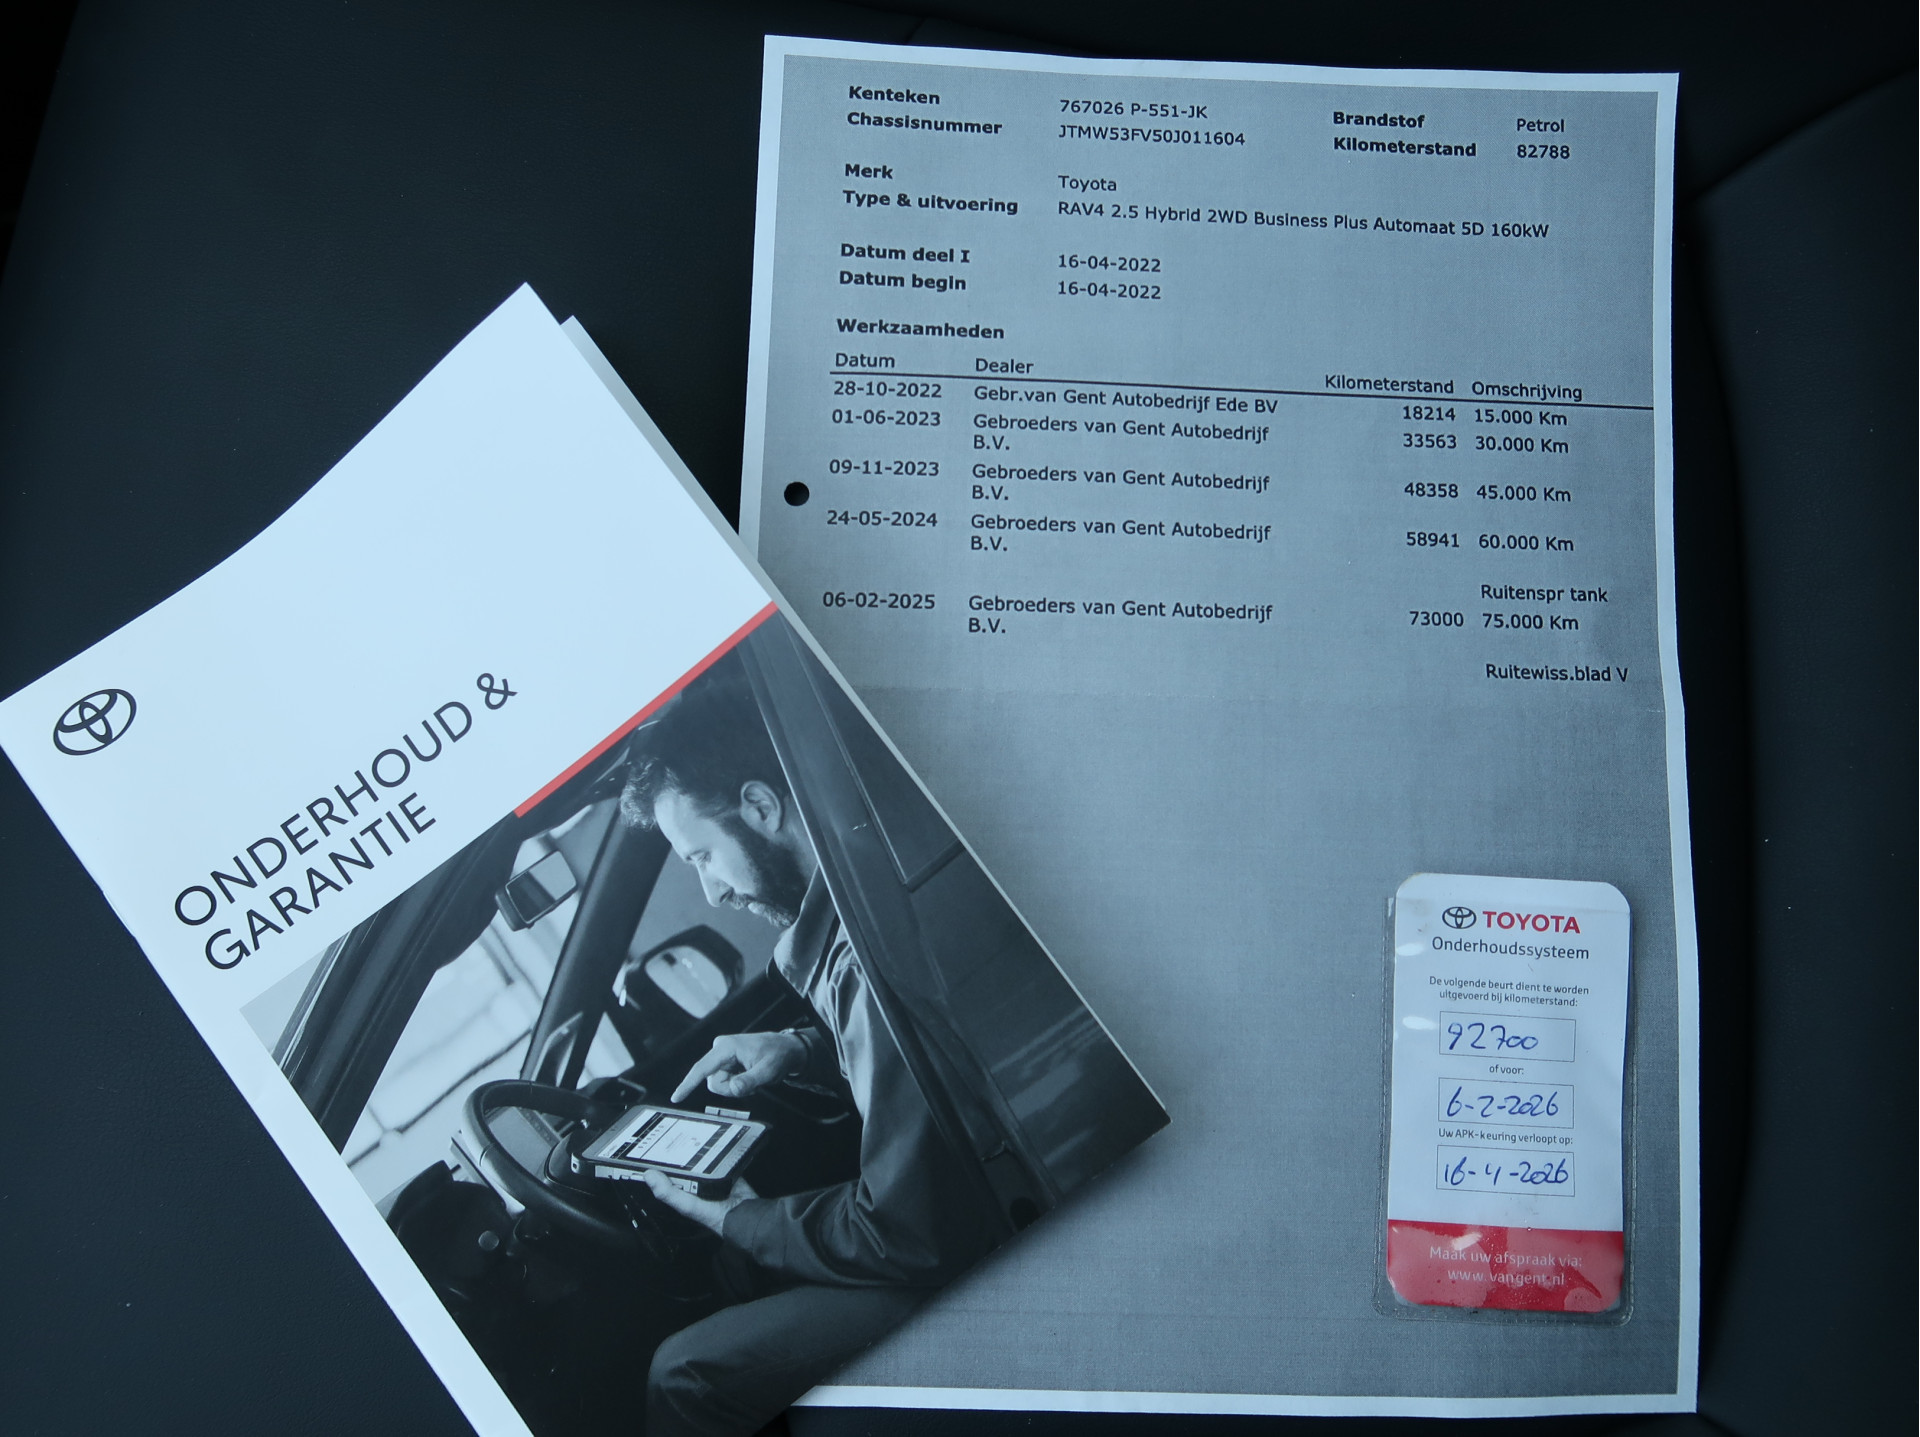 Kenteken 767026 P-551-JK Brandstof Petrol
Chassisnummer JTMW53FV50J011604 Kilometerstand 82788
Merk Toyota
Type & uitvoering RAV4 2.5 Hybrid 2WD Business Plus Automaat 5D 160kW
Datum deel I 16-04-2022
Datum begin 16-04-2022
Werkzaamheden
Datum Dealer Kilometerstand Omschrijving
28-10-2022 Gebr.van Gent Autobedrijf Ede BV 18214 15.000 Km
01-06-2023 Gebroeders van Gent Autobedrijf 33563 30.000 Km
B.V.
09-11-2023 Gebroeders van Gent Autobedrijf 48358 45.000 Km
B.V.
24-05-2024 Gebroeders van Gent Autobedrijf 58941 60.000 Km
B.V.
Ruitenspr tank
06-02-2025 Gebroeders van Gent Autobedrijf 73000 75.000 Km
B.V.
Ruitewiss.blad V
ONDERHOUD &
GARANTIE
TOYOTA
Onderhoudssysteem
De volgende beurt dient te worden
uitgevoerd bij kilometerstand:
92700
of voor:
6-2-2026
Uw APK-keuring verloopt op:
16-4-2026
Maak uw afspraak via:
www.vangent.nl